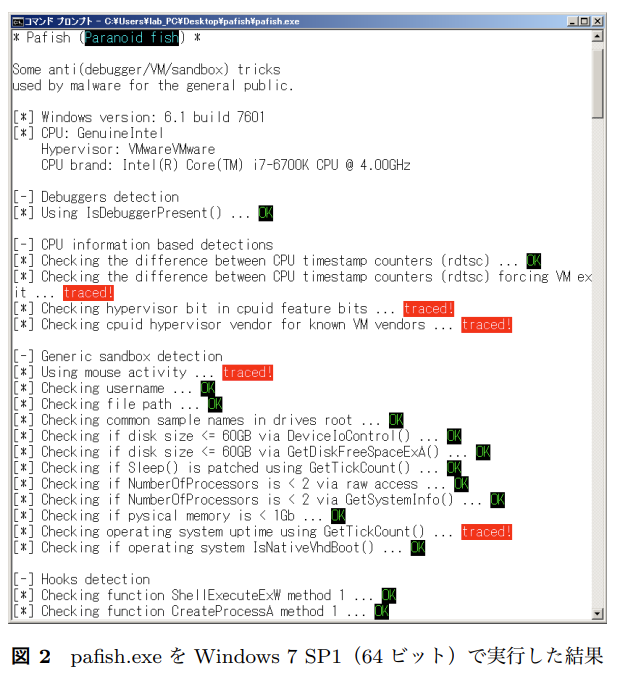 コマンド プロンプト - C:¥Users¥lab_PC¥Desktop¥pafish¥pafish.exe
* Pafish (Paranoid fish) *
Some anti(debugger/VM/sandbox) tricks
used by malware for the general public.
[*] Windows version: 6.1 build 7601
[*] CPU: GenuineIntel
Hypervisor: VMwareVMware
CPU brand: Intel(R) Core(TM) i7-6700K CPU @ 4.00GHz
[-] Debuggers detection
[*] Using IsDebuggerPresent() ... OK
[-] CPU information based detections
[*] Checking the difference between CPU timestamp counters (rdtsc) ... OK
[*] Checking the difference between CPU timestamp counters (rdtsc) forcing VM ex
it ... traced!
[*] Checking hypervisor bit in cpuid feature bits ... traced!
[*] Checking cpuid hypervisor vendor for known VM vendors ... traced!
[-] Generic sandbox detection
[*] Using mouse activity ... traced!
[*] Checking username ... OK
[*] Checking file path ... OK
[*] Checking common sample names in drives root ... OK
[*] Checking if disk size <= 60GB via DeviceIoControl() ... OK
[*] Checking if disk size <= 60GB via GetDiskFreeSpaceExA() ... OK
[*] Checking if Sleep() is patched using GetTickCount() ... OK
[*] Checking if NumberOfProcessors is < 2 via raw access ... OK
[*] Checking if NumberOfProcessors is < 2 via GetSystemInfo() ... OK
[*] Checking if pysical memory is < 1Gb ... OK
[*] Checking operating system uptime using GetTickCount() ... traced!
[*] Checking if operating system IsNativeVhdBoot() ... OK
[-] Hooks detection
[*] Checking function ShellExecuteExW method 1 ... OK
[*] Checking function CreateProcessA method 1 ... OK
図 2 pafish.exe を Windows 7 SP1（64 ビット）で実行した結果